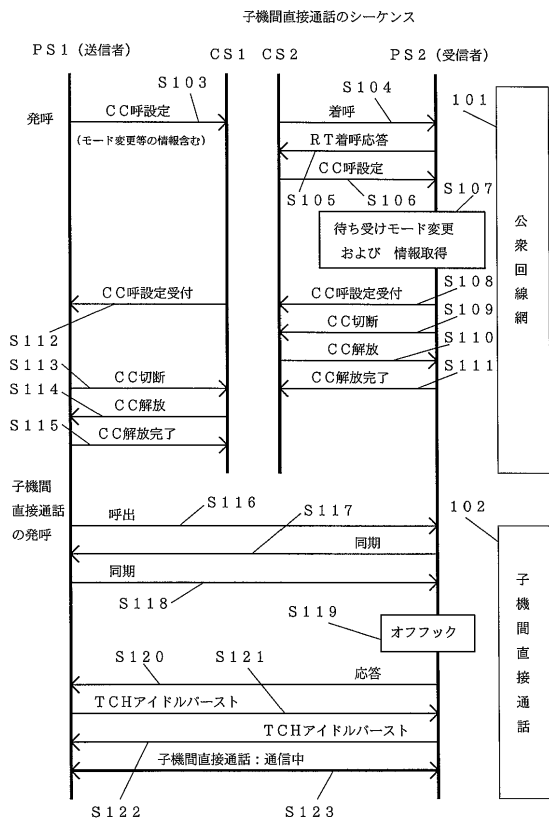 子機間直接通話のシーケンス
PS1（送信者）
CS1
CS2
PS2（受信者）
S103
S104
101
発呼
CC呼設定
着呼
（モード変更等の情報含む）
RT着呼応答
CC呼設定
S105
S106
S107
待ち受けモード変更
および 情報取得
公衆回線網
S108
CC呼設定受付
CC呼設定受付
S109
S112
CC切断
S110
S113
CC解放
S111
CC切断
CC解放完了
S114
CC解放
S115
CC解放完了
子機間
直接通話
の発呼
S116
S117
102
呼出
同期
同期
S118
S119
オフフック
子機間直接通話
S120
S121
応答
TCHアイドルバースト
TCHアイドルバースト
子機間直接通話：通信中
S122
S123